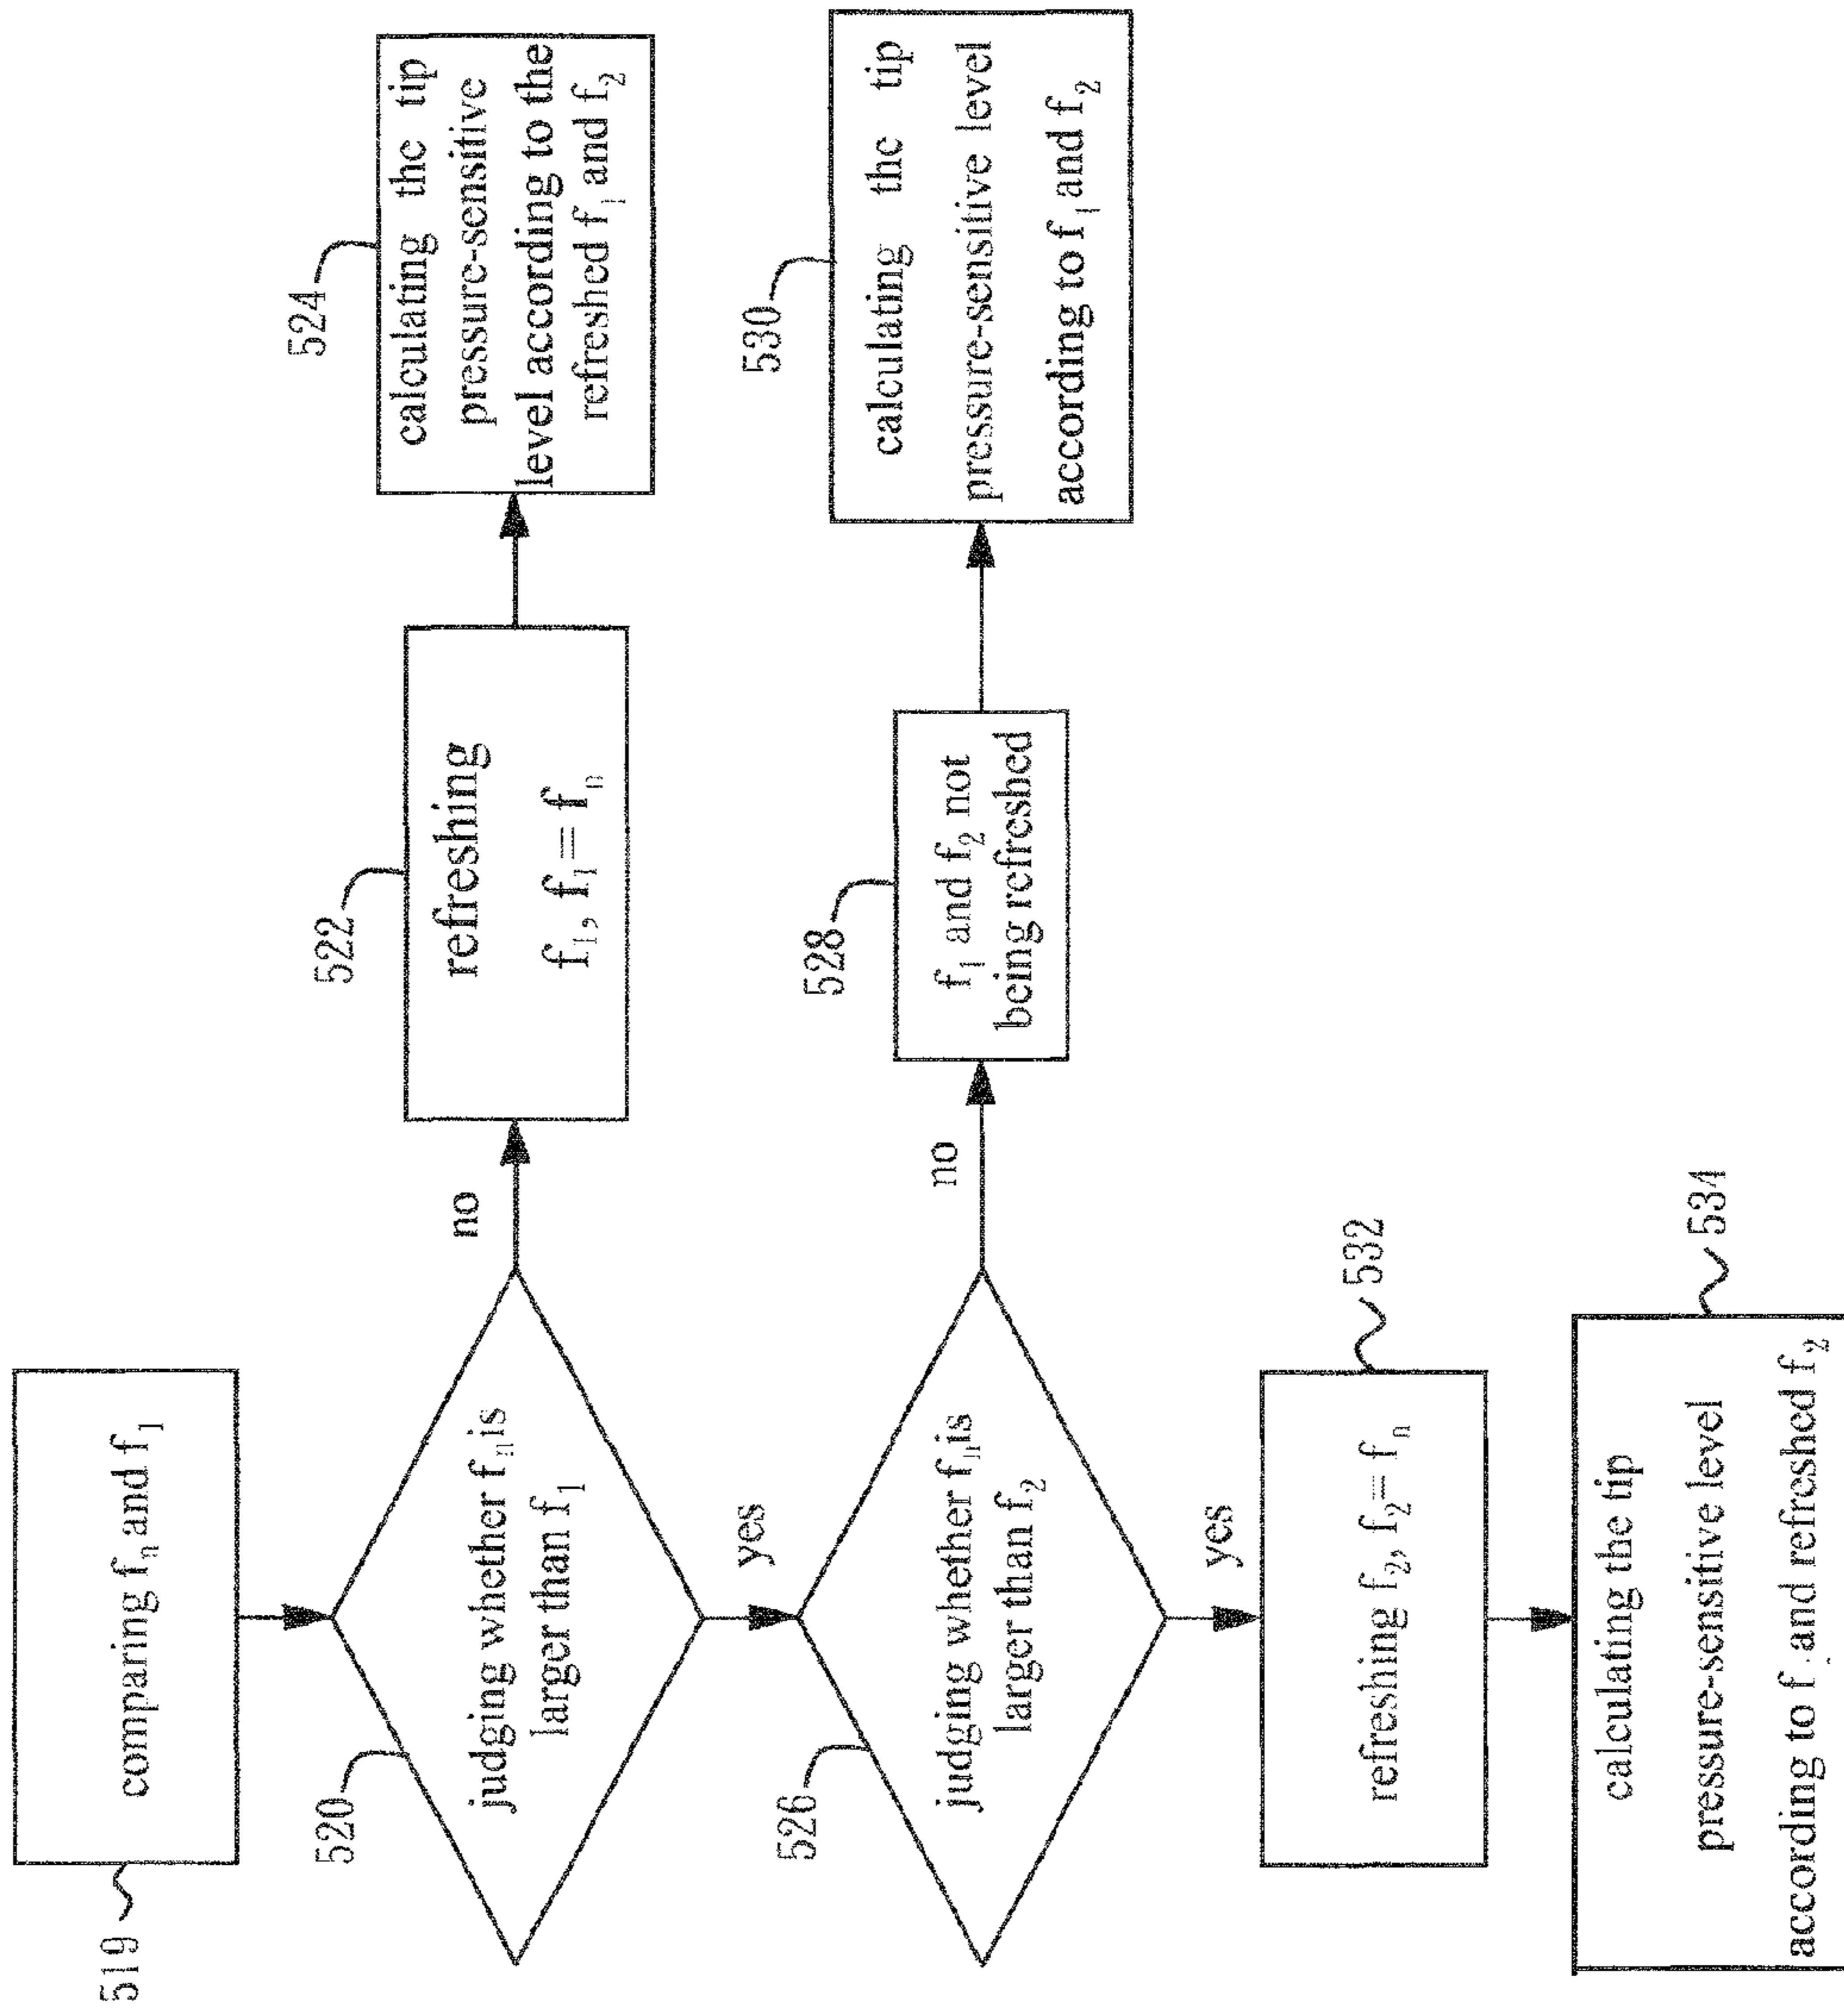 519
comparing fₙ and f₁
520
judging whether fₙ is
larger than f₁
no
522
refreshing
f₁, f₁ = fₙ
524
calculating the tip
pressure-sensitive
level according to the
refreshed f₁ and f₂
yes
526
judging whether fₙ is
larger than f₂
no
528
f₁ and f₂ not
being refreshed
530
calculating the tip
pressure-sensitive level
according to f₁ and f₂
yes
refreshing f₂, f₂ = fₙ
532
calculating the tip
pressure-sensitive level
according to f₁ and refreshed f₂
534